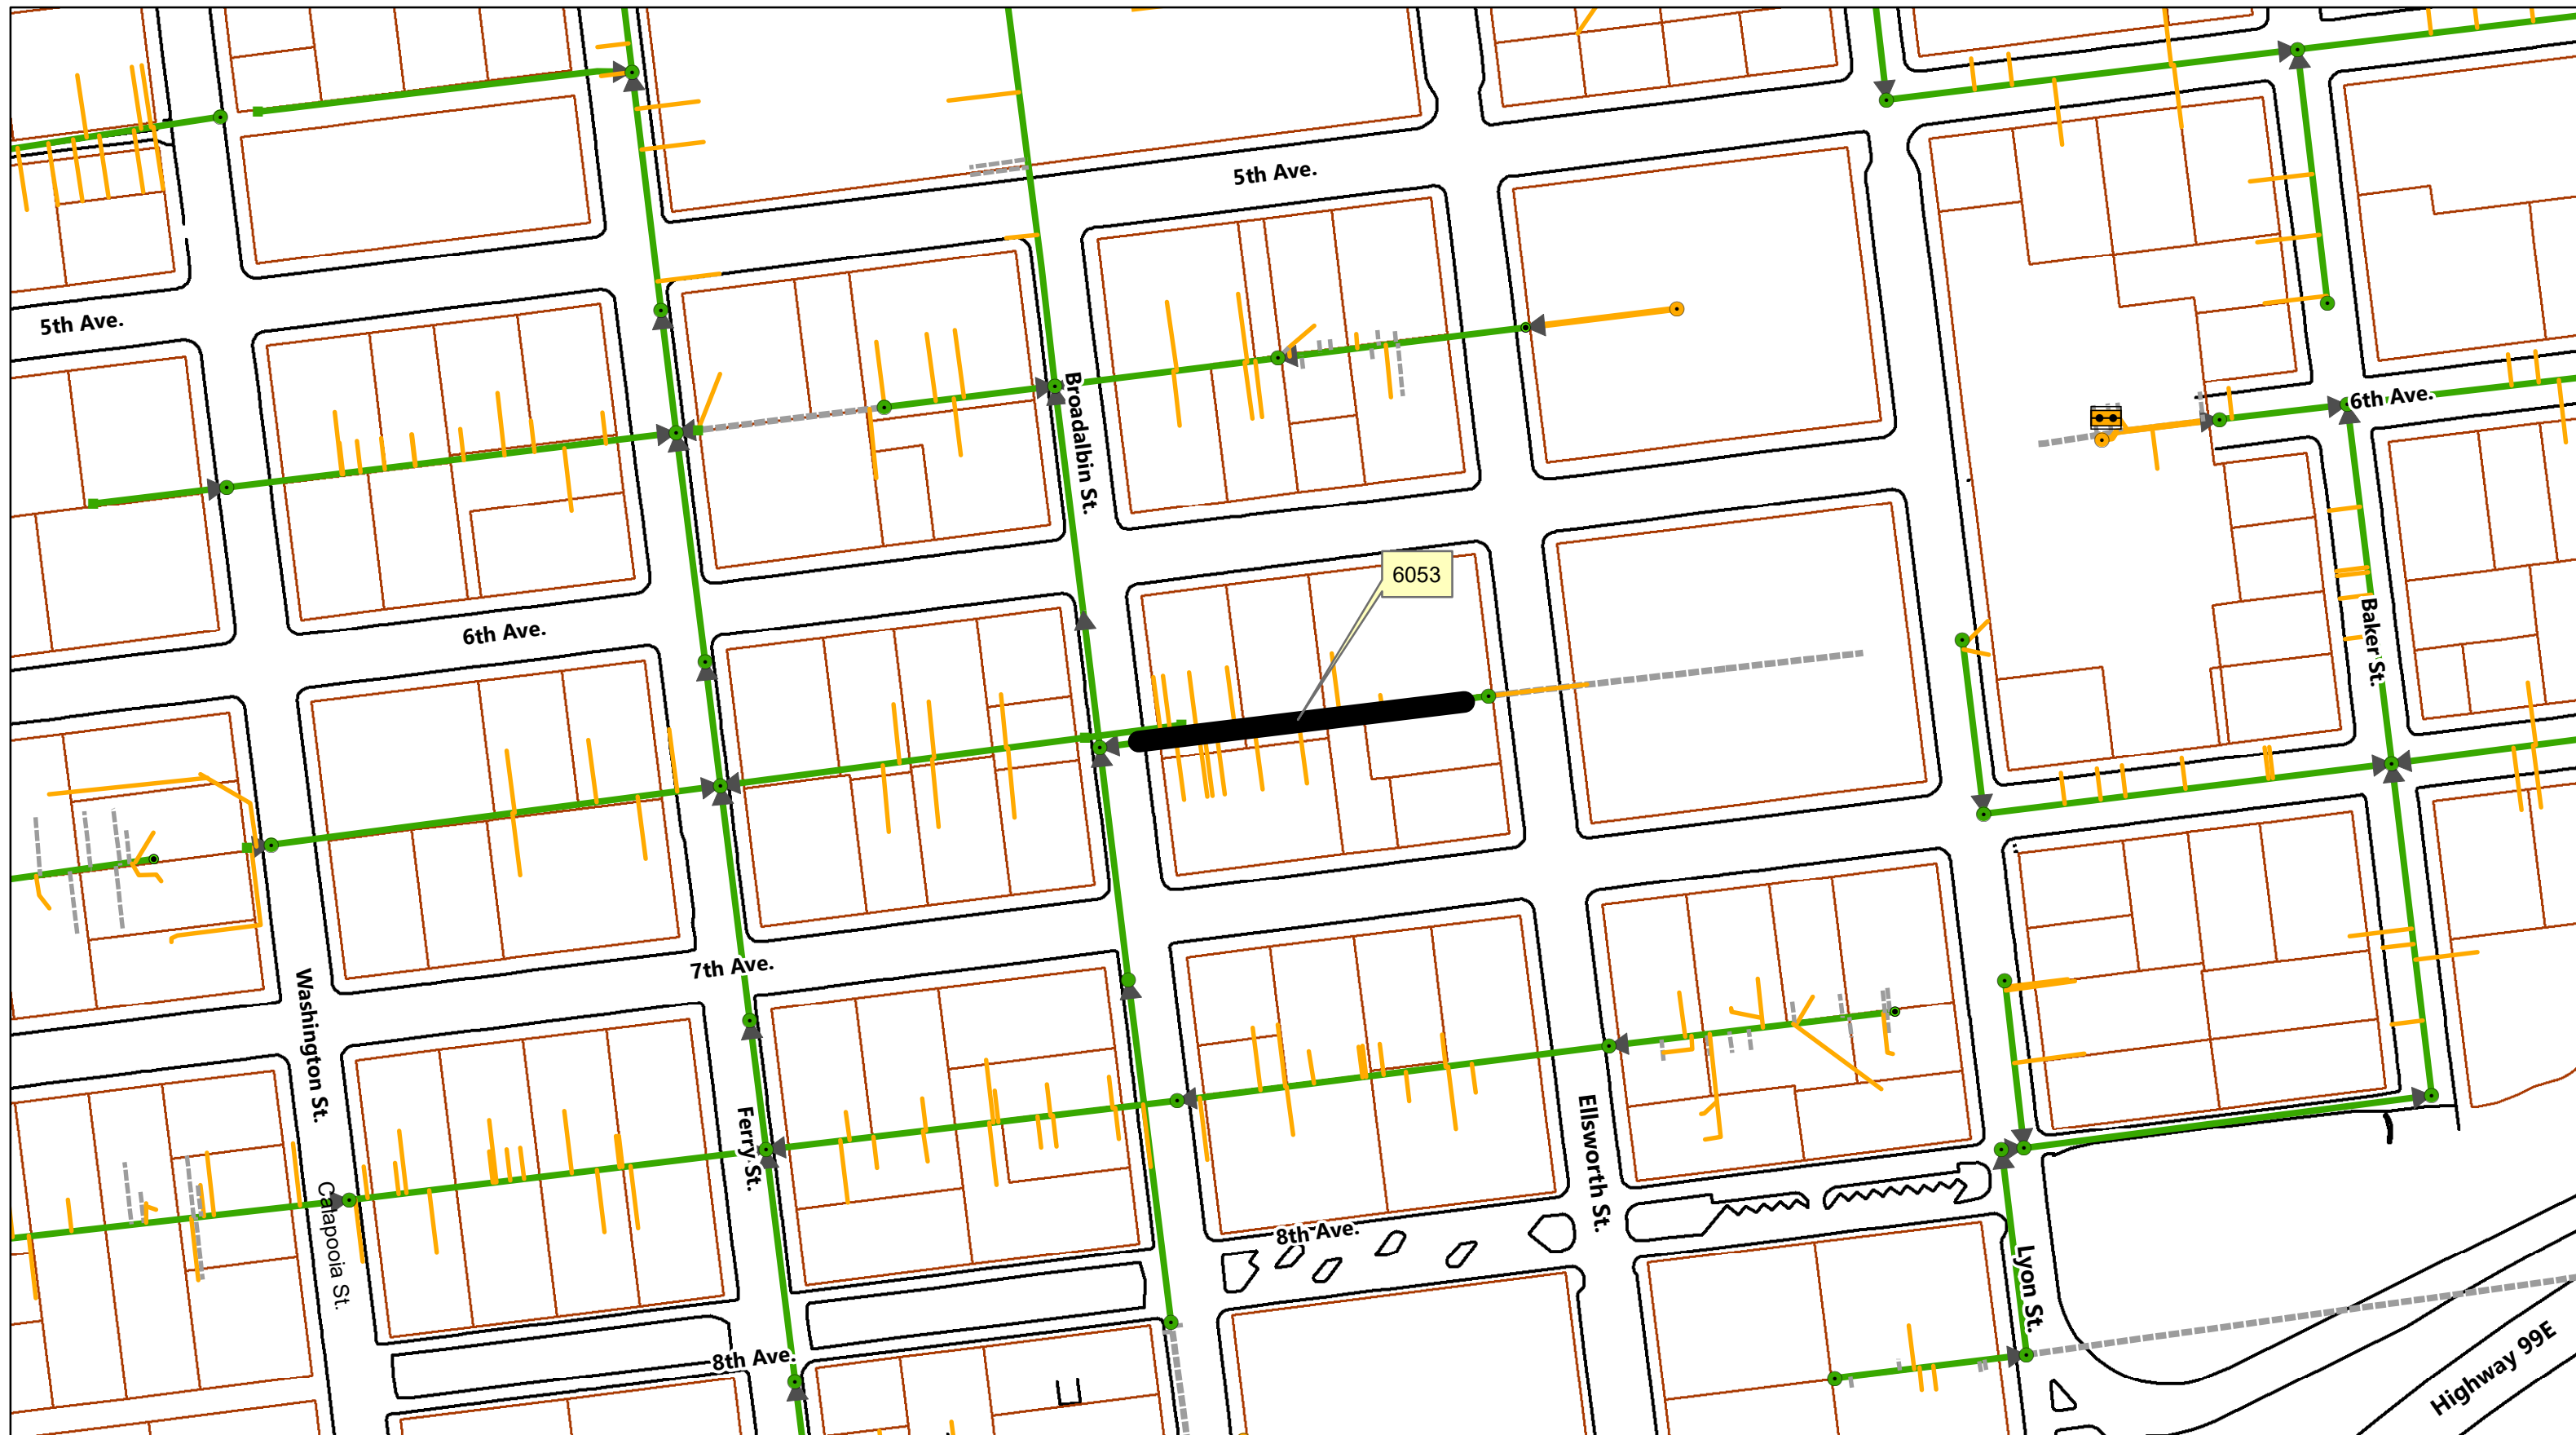 5th Ave.
5th Ave.
6th Ave.
Broadalbin St.
6053
6th Ave.
Baker St.
7th Ave.
Washington St.
Ferry St.
Ellsworth St.
Calapooia St.
8th Ave.
Lyon St.
8th Ave.
Highway 99E